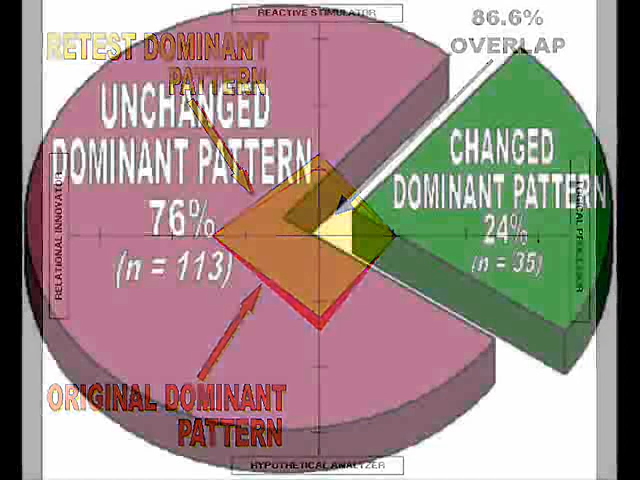 REACTIVE STIMULATOR
86.6%
OVERLAP
RETEST DOMINANT
PATTERN
UNCHANGED
DOMINANT PATTERN
76%
(n = 113)
CHANGED
DOMINANT PATTERN
24%
(n = 35)
RELATIONAL INNOVATOR
LOGICAL PROCESSOR
ORIGINAL DOMINANT
PATTERN
HYPOTHETICAL ANALYZER